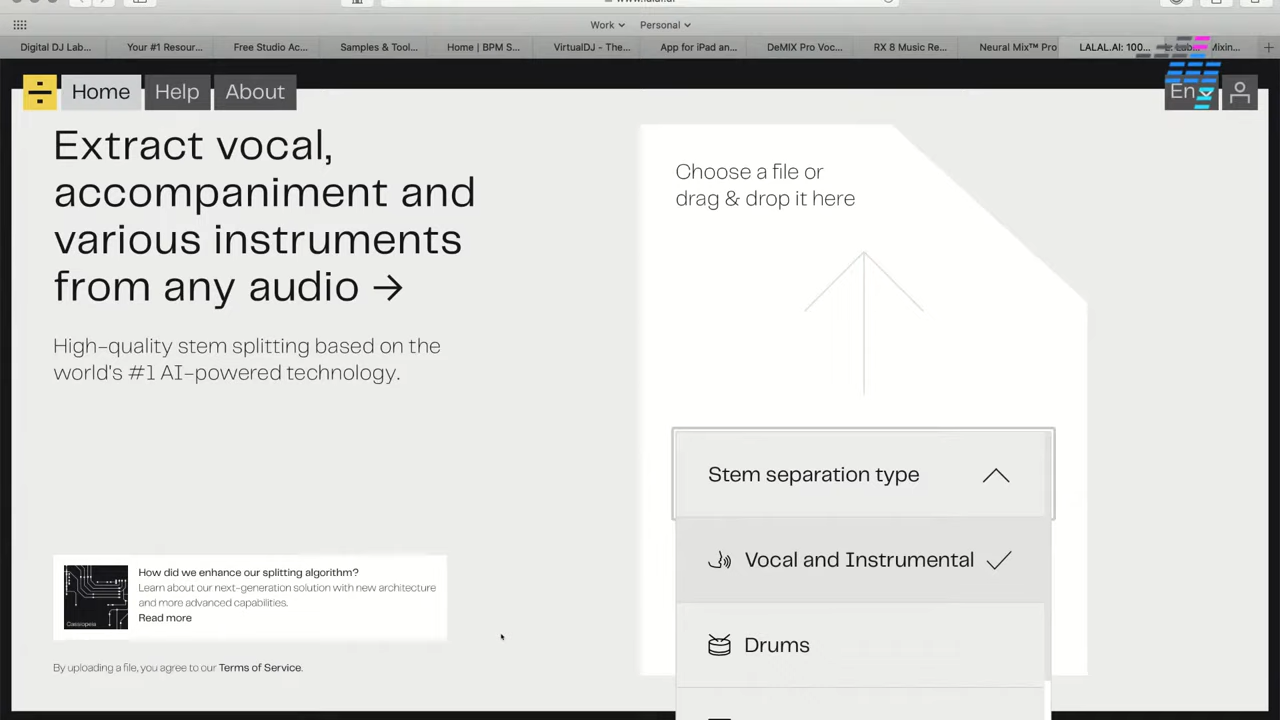 Work
Personal
Digital DJ Lab...
Your #1 Resour...
Free Studio Ac...
Samples & Tool...
Home | BPM S...
VirtualDJ - The...
App for iPad an...
DeMIX Pro Voc...
RX 8 Music Re...
Neural Mix™ Pro
LALAL.AI: 100...
Home
Help
About
En
Extract vocal,
accompaniment and
various instruments
from any audio →
High-quality stem splitting based on the
world's #1 AI-powered technology.
Choose a file or
drag & drop it here
Stem separation type
Vocal and Instrumental
Drums
Cassiopeia
How did we enhance our splitting algorithm?
Learn about our next-generation solution with new architecture
and more advanced capabilities.
Read more
By uploading a file, you agree to our Terms of Service.